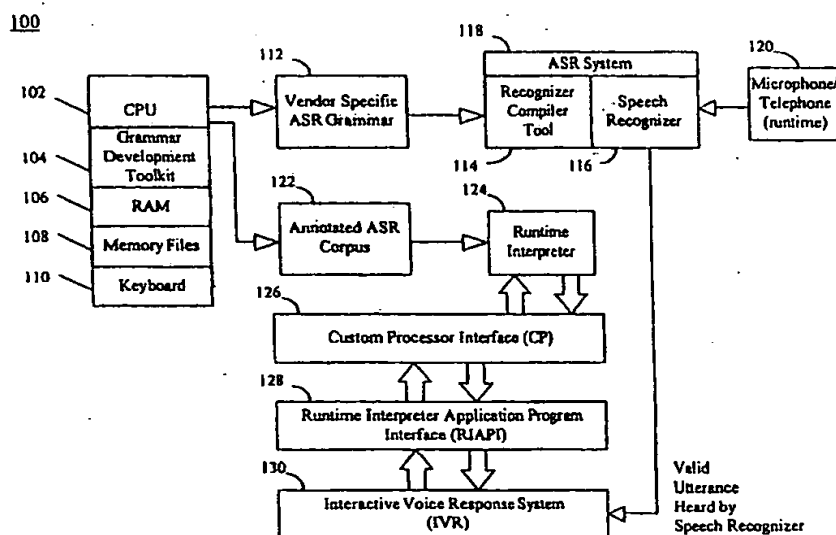 100
112
118
120
ASR System
Microphone/
Telephone
(runtime)
102
CPU
Vendor Specific
ASR Grammar
Recognizer
Compiler
Tool
Speech
Recognizer
104
Grammar
Development
Toolkit
114
116
106
RAM
122
124
108
Memory Files
Annotated ASR
Corpus
Runtime
Interpreter
110
Keyboard
126
Custom Processor Interface (CP)
128
Runtime Interpreter Application Program
Interface (RIAPI)
130
Interactive Voice Response System
(IVR)
Valid
Utterance
Heard by
Speech Recognizer